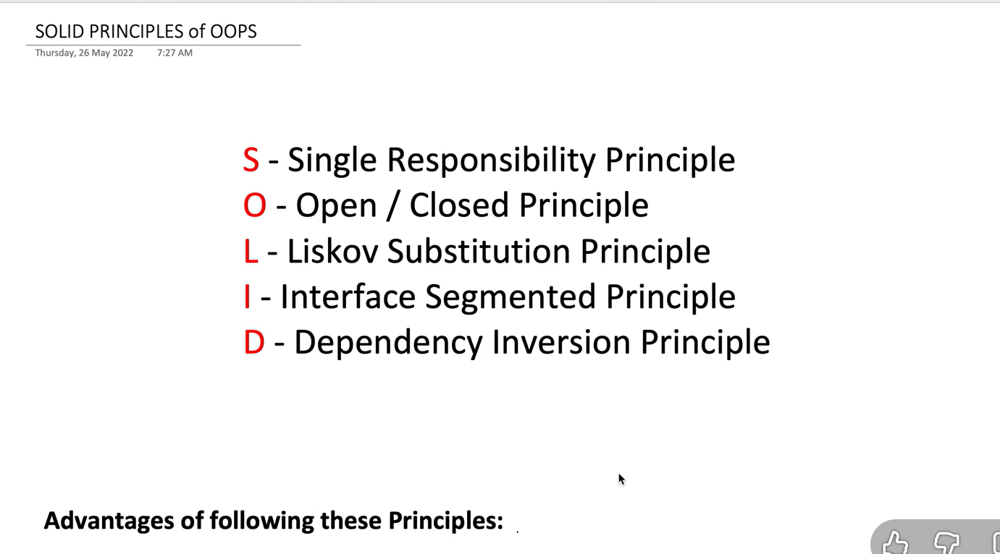 SOLID PRINCIPLES of OOPS
Thursday, 26 May 2022 7:27 AM
S - Single Responsibility Principle
O - Open / Closed Principle
L - Liskov Substitution Principle
I - Interface Segmented Principle
D - Dependency Inversion Principle
Advantages of following these Principles: